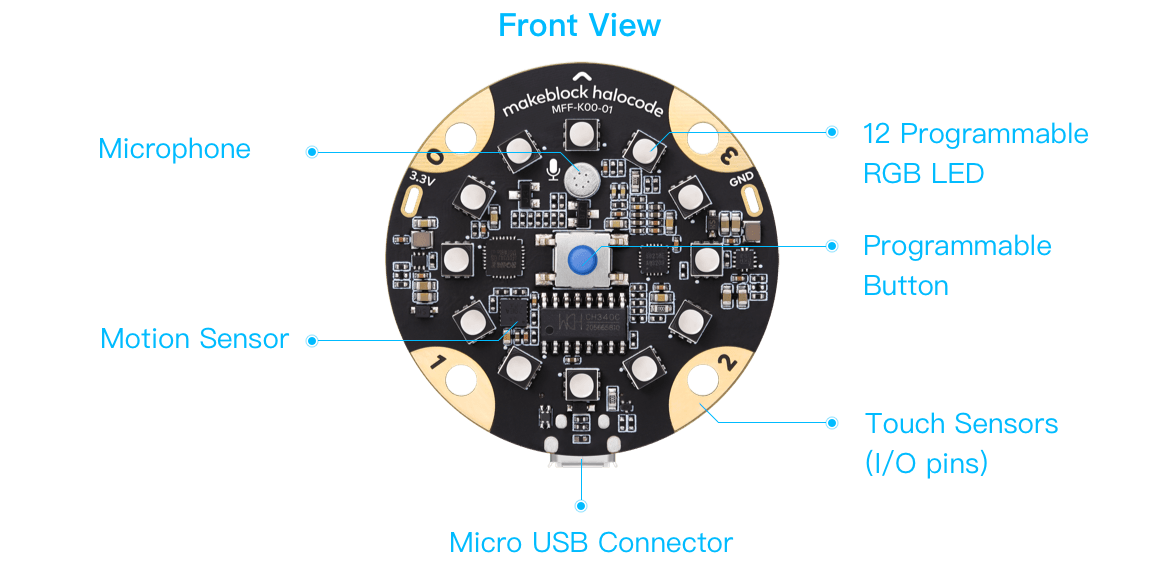 Front View
makeblock halocode
MFF-K00-01
Microphone
12 Programmable
RGB LED
0
3
3.3V
GND
Programmable
Button
CH340C
Motion Sensor
1
2
Touch Sensors
(I/O pins)
Micro USB Connector